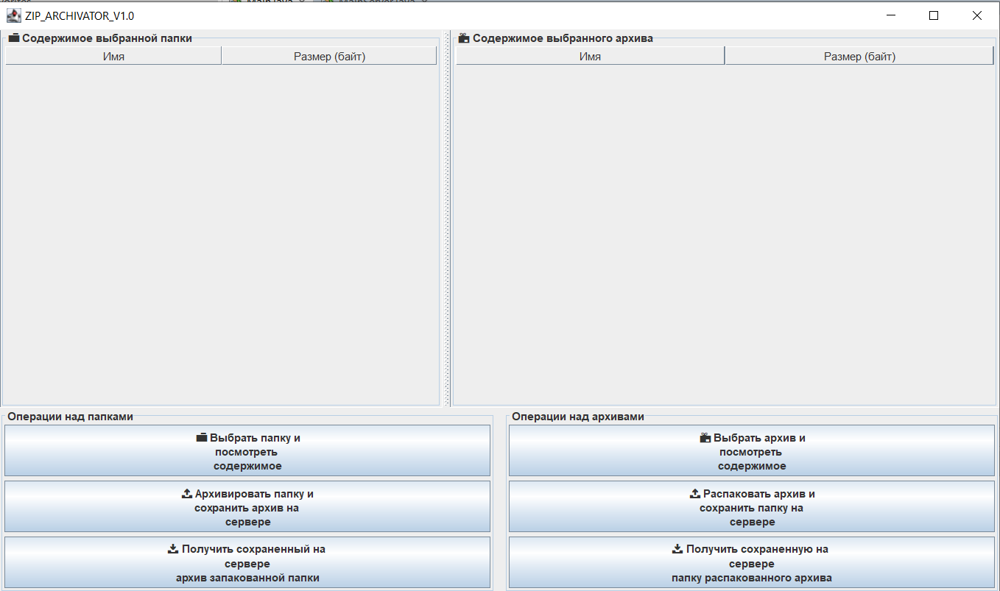 ZIP_ARCHIVATOR_V1.0
Содержимое выбранной папки
Имя Размер (байт)
Содержимое выбранного архива
Имя Размер (байт)
Операции над папками
Выбрать папку и
посмотреть
содержимое
Архивировать папку и
сохранить архив на
сервере
Получить сохраненный на
сервере
архив запакованной папки
Операции над архивами
Выбрать архив и
посмотреть
содержимое
Распаковать архив и
сохранить папку на
сервере
Получить сохраненную на
сервере
папку распакованного архива